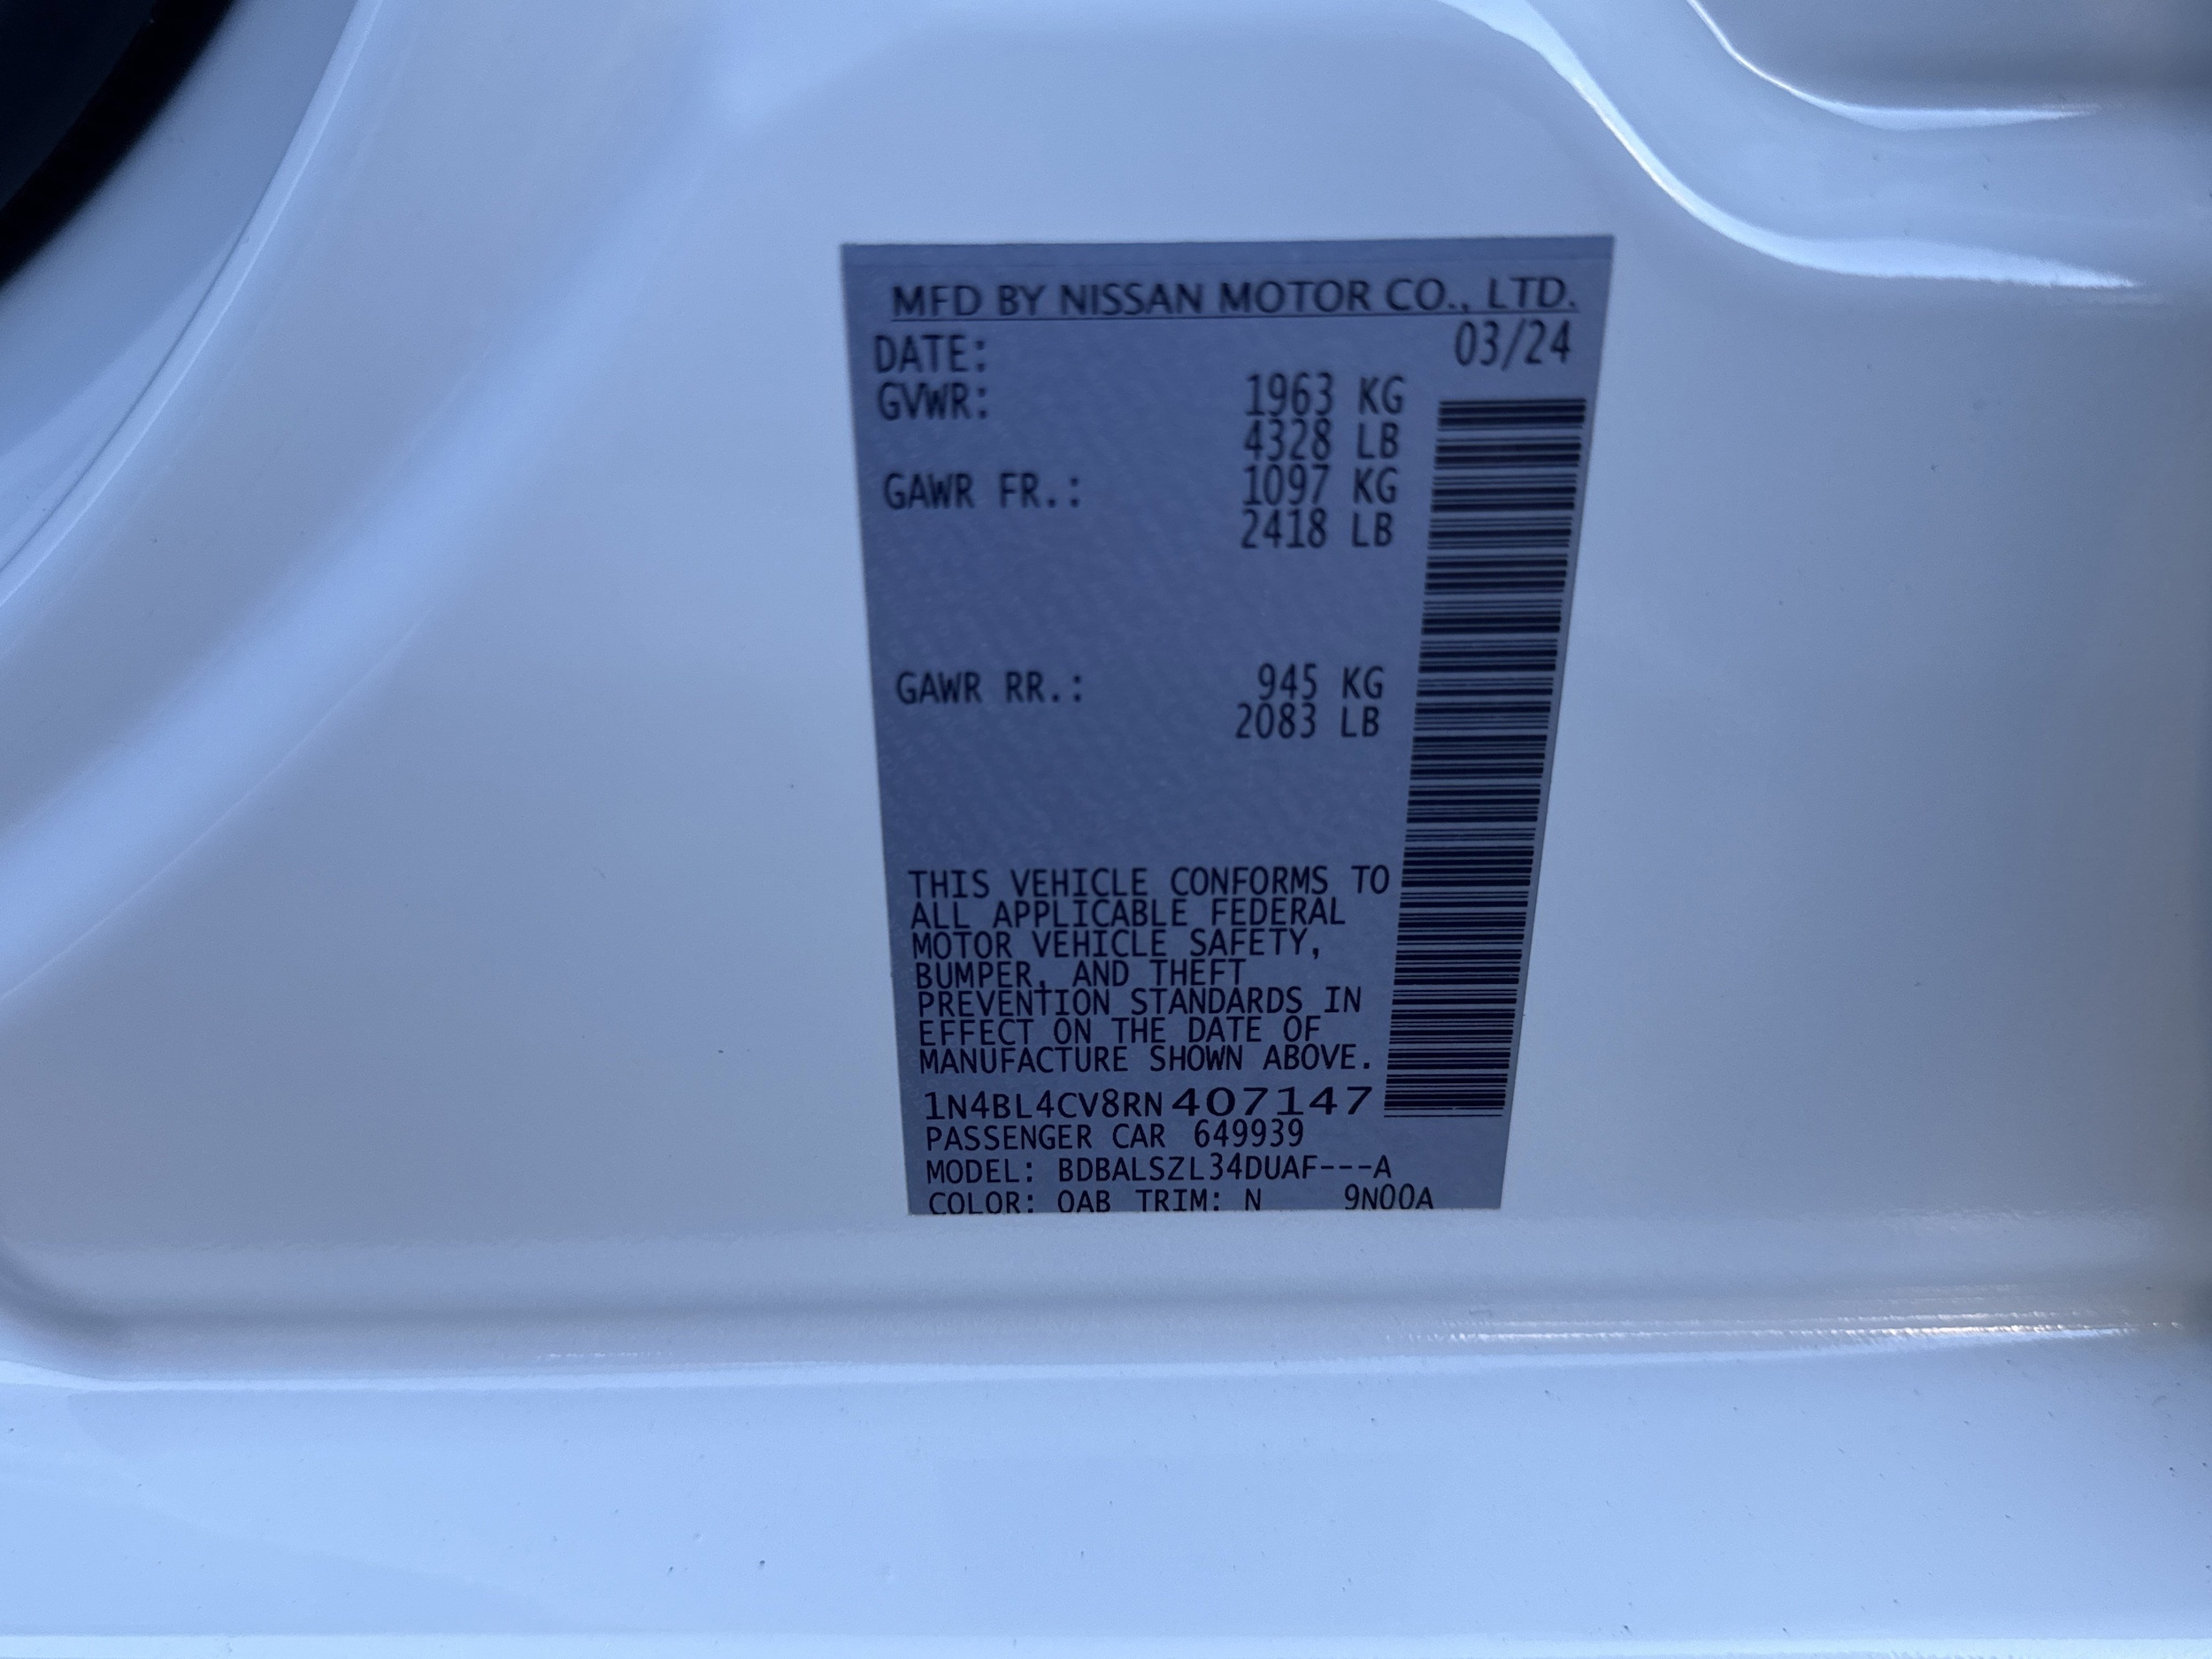 MFD BY NISSAN MOTOR CO., LTD.
DATE: 03/24
GVWR: 1963 KG
4328 LB
GAWR FR.: 1097 KG
2418 LB
GAWR RR.: 945 KG
2083 LB
THIS VEHICLE CONFORMS TO
ALL APPLICABLE FEDERAL
MOTOR VEHICLE SAFETY,
BUMPER, AND THEFT
PREVENTION STANDARDS IN
EFFECT ON THE DATE OF
MANUFACTURE SHOWN ABOVE.
1N4BL4CV8RN407147
PASSENGER CAR 649939
MODEL: BDBALSZL34DUAF---A
COLOR: QAB TRIM: N 9N00A